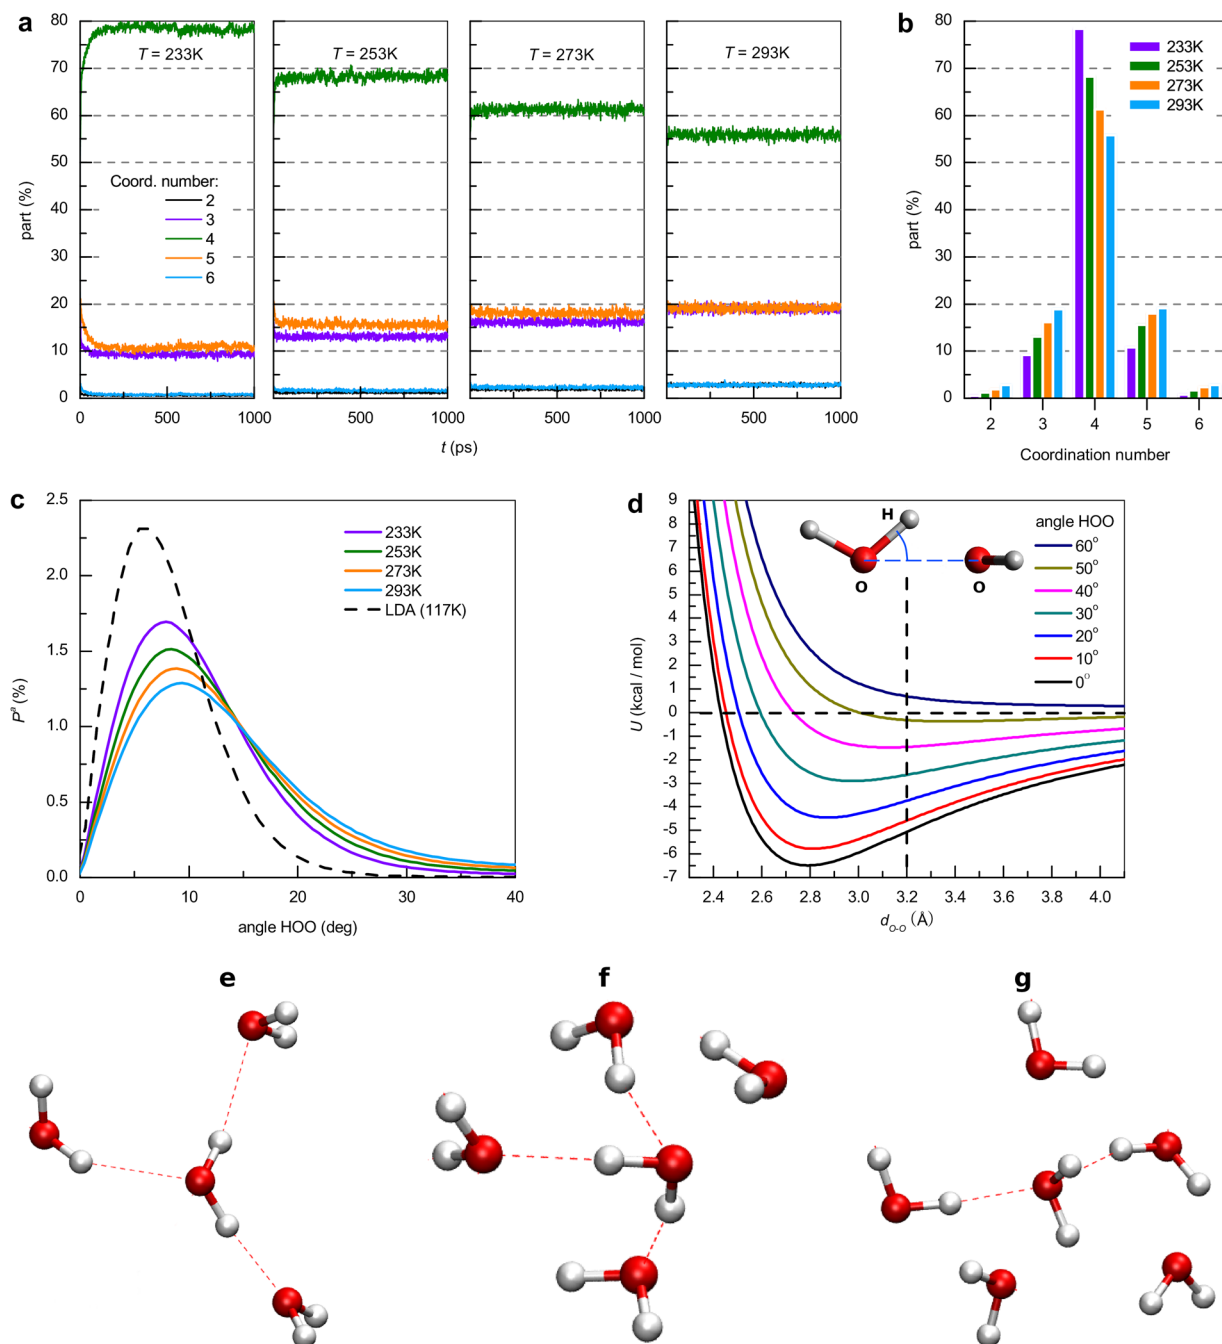 a
80
70
60
50
40
30
20
10
0
part (%)
T = 233K
T = 253K
T = 273K
T = 293K
Coord. number:
2
3
4
5
6
0 500 1000
500 1000
500 1000
500 1000
t (ps)
b
80
70
60
50
40
30
20
10
0
part (%)
233K
253K
273K
293K
2 3 4 5 6
Coordination number
c
2.5
2.0
1.5
1.0
0.5
0.0
Pª (%)
233K
253K
273K
293K
LDA (117K)
0 10 20 30 40
angle HOO (deg)
d
9
8
7
6
5
4
3
2
1
0
-1
-2
-3
-4
-5
-6
-7
U (kcal / mol)
H
O
O
angle HOO
60°
50°
40°
30°
20°
10°
0°
2.4 2.6 2.8 3.0 3.2 3.4 3.6 3.8 4.0
dO-O (Å)
e
f
g